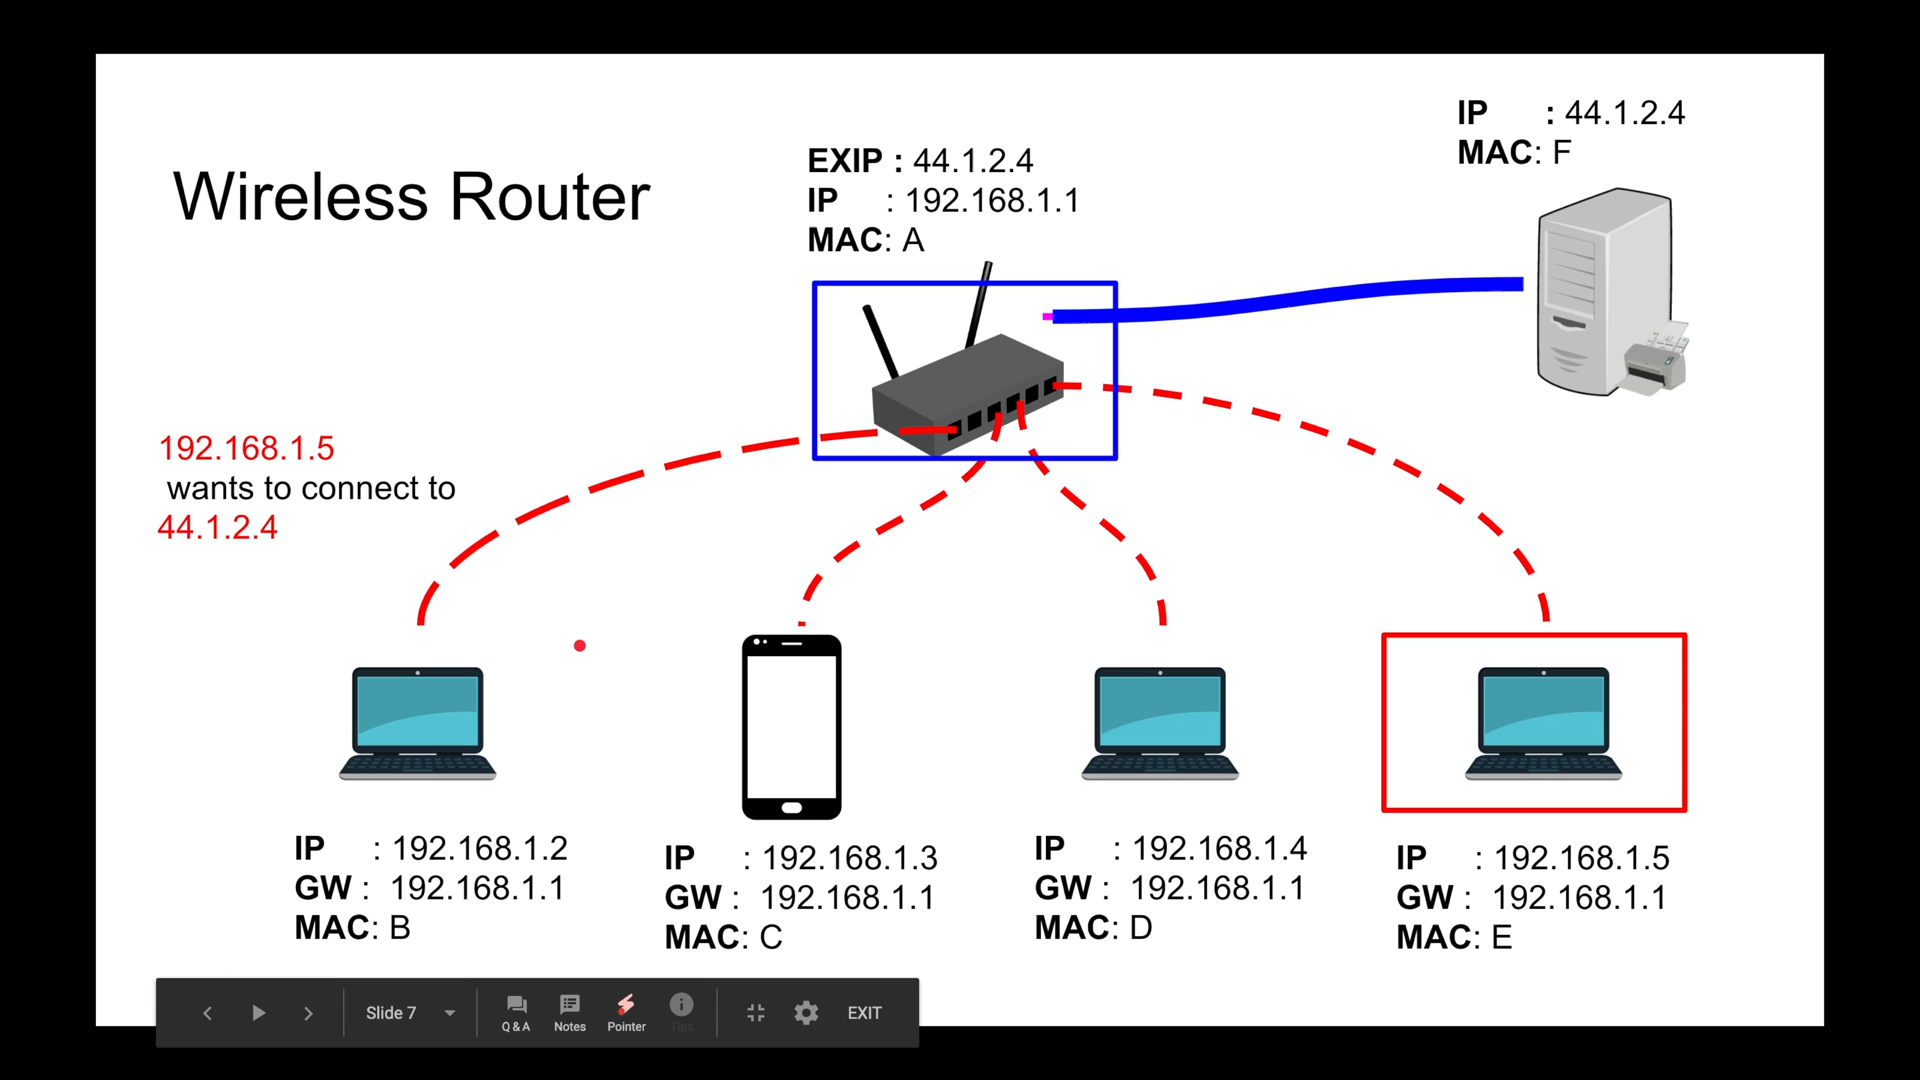 IP : 44.1.2.4
MAC: F
EXIP : 44.1.2.4
IP : 192.168.1.1
MAC: A
Wireless Router
192.168.1.5
wants to connect to
44.1.2.4
IP : 192.168.1.2
GW : 192.168.1.1
MAC: B
IP : 192.168.1.3
GW : 192.168.1.1
MAC: C
IP : 192.168.1.4
GW : 192.168.1.1
MAC: D
IP : 192.168.1.5
GW : 192.168.1.1
MAC: E
Slide 7
Q & A
Notes
Pointer
Tips
EXIT